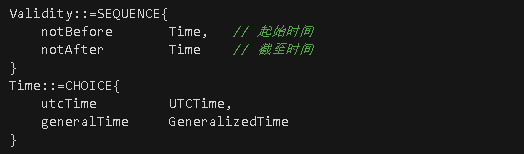 Validity::=SEQUENCE{
    notBefore       Time,   // 起始时间
    notAfter        Time    // 截至时间
}
Time::=CHOICE{
    utcTime         UTCTime,
    generalTime     GeneralizedTime
}